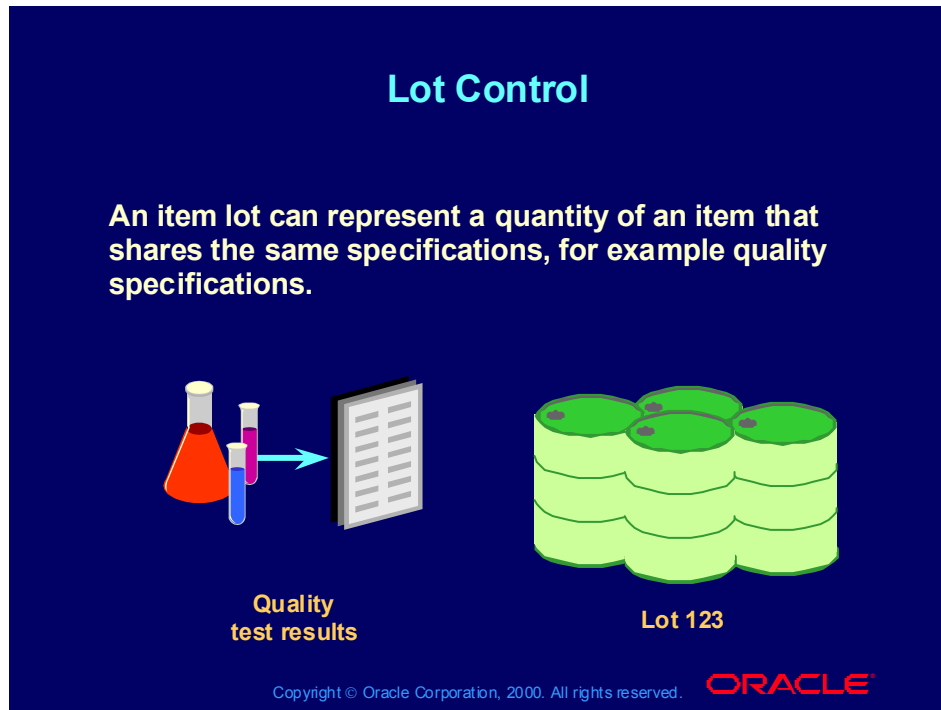 Lot Control
An item lot can represent a quantity of an item that
shares the same specifications, for example quality
specifications.
Quality
test results
Lot 123
Copyright © Oracle Corporation, 2000. All rights reserved.
ORACLE®